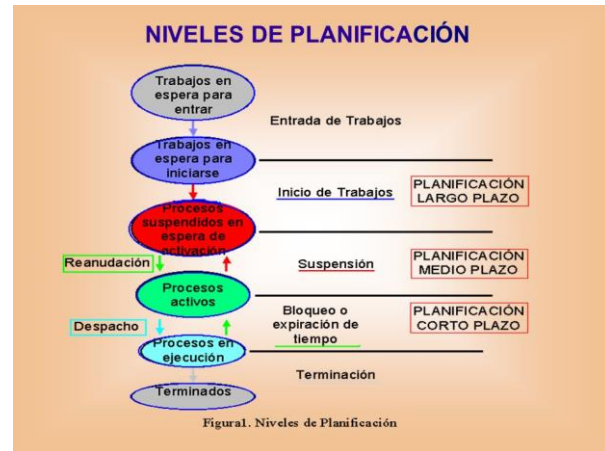 NIVELES DE PLANIFICACIÓN
Trabajos en
espera para
entrar
Entrada de Trabajos
Trabajos en
espera para
iniciarse
Inicio de Trabajos
PLANIFICACIÓN
LARGO PLAZO
Procesos
suspendidos en
espera de
activación
Reanudación
Suspensión
PLANIFICACIÓN
MEDIO PLAZO
Procesos
activos
Despacho
Bloqueo o
expiración de
tiempo
PLANIFICACIÓN
CORTO PLAZO
Procesos en
ejecución
Terminación
Terminados
Figura1. Niveles de Planificación